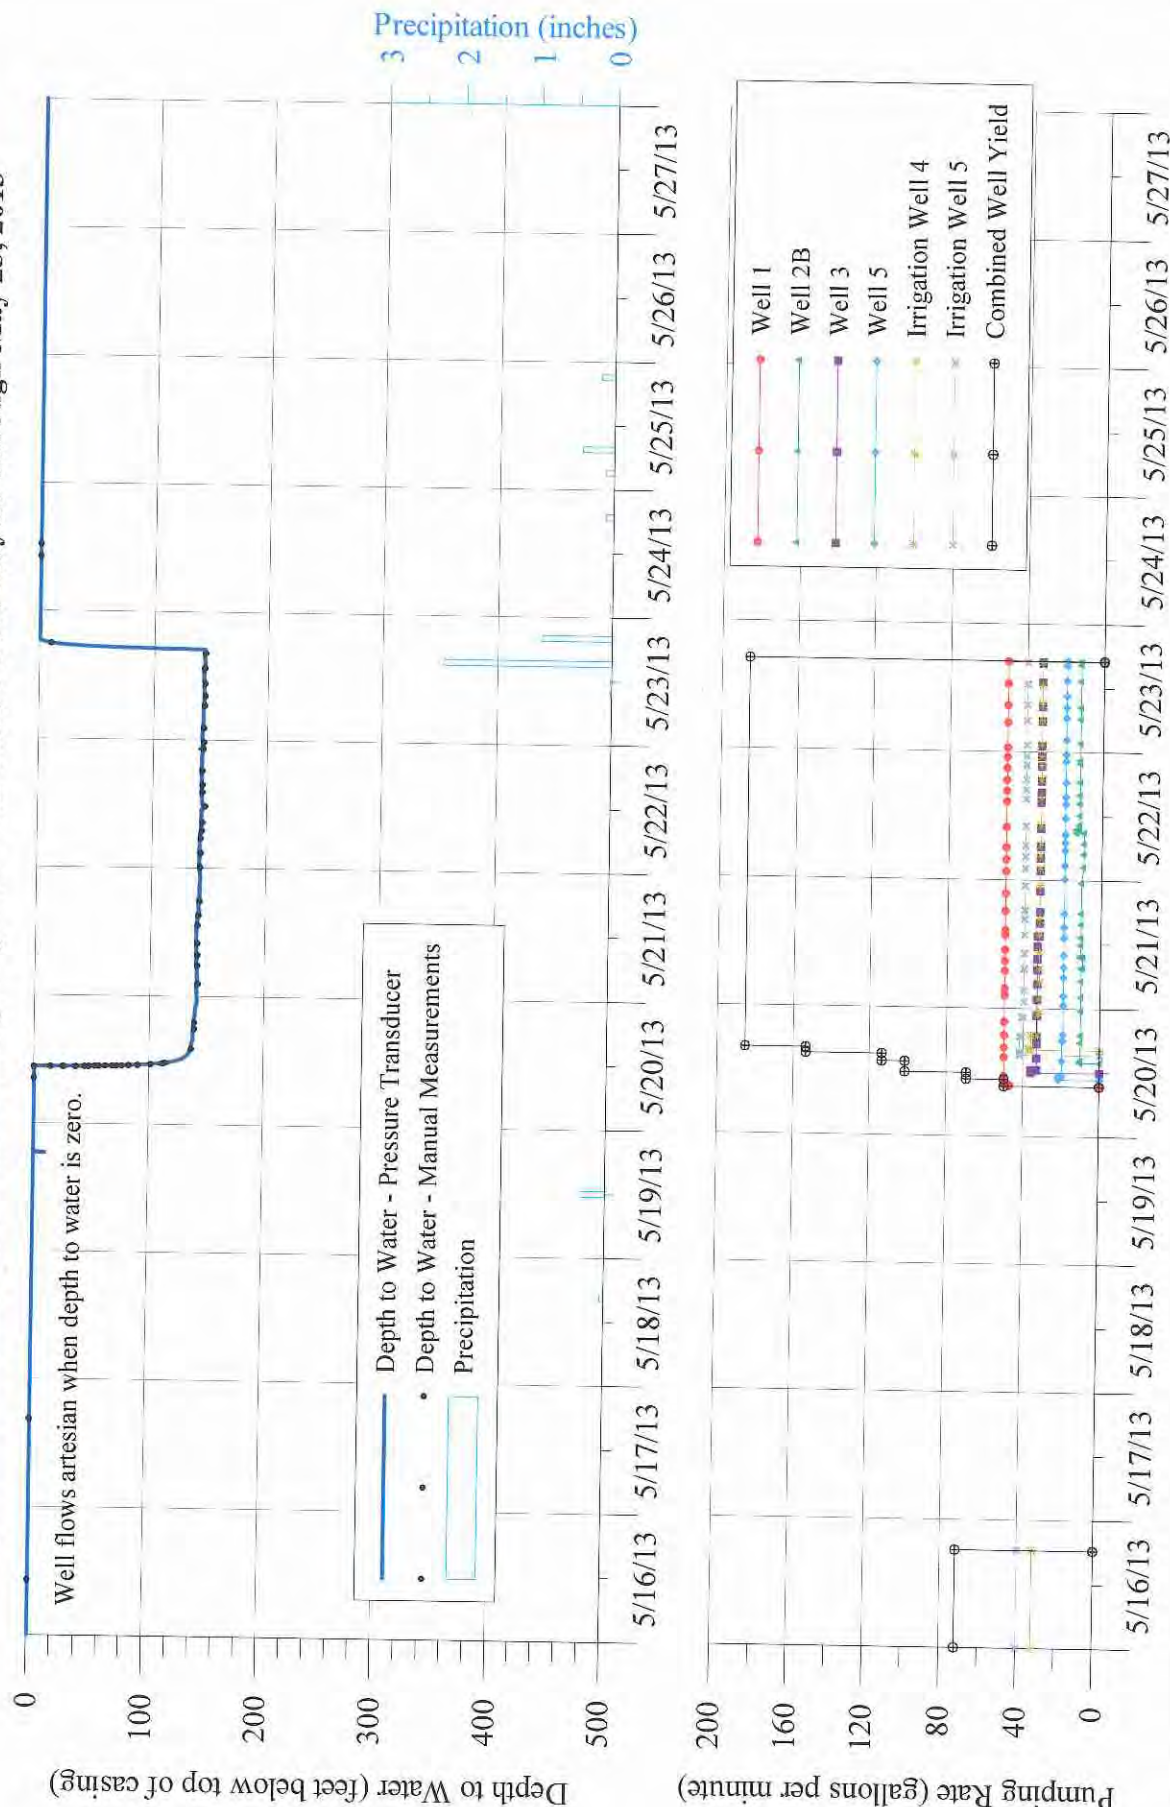 Precipitation (inches)
3
2
1
0
Depth to Water (feet below top of casing)
0
100
200
300
400
500
Well flows artesian when depth to water is zero.
Depth to Water - Pressure Transducer
Depth to Water - Manual Measurements
Precipitation
5/16/13
5/17/13
5/18/13
5/19/13
5/20/13
5/21/13
5/22/13
5/23/13
5/24/13
5/25/13
5/26/13
5/27/13
Pumping Rate (gallons per minute)
200
160
120
80
40
0
Well 1
Well 2B
Well 3
Well 5
Irrigation Well 4
Irrigation Well 5
Combined Well Yield
5/16/13
5/17/13
5/18/13
5/19/13
5/20/13
5/21/13
5/22/13
5/23/13
5/24/13
5/25/13
5/26/13
5/27/13